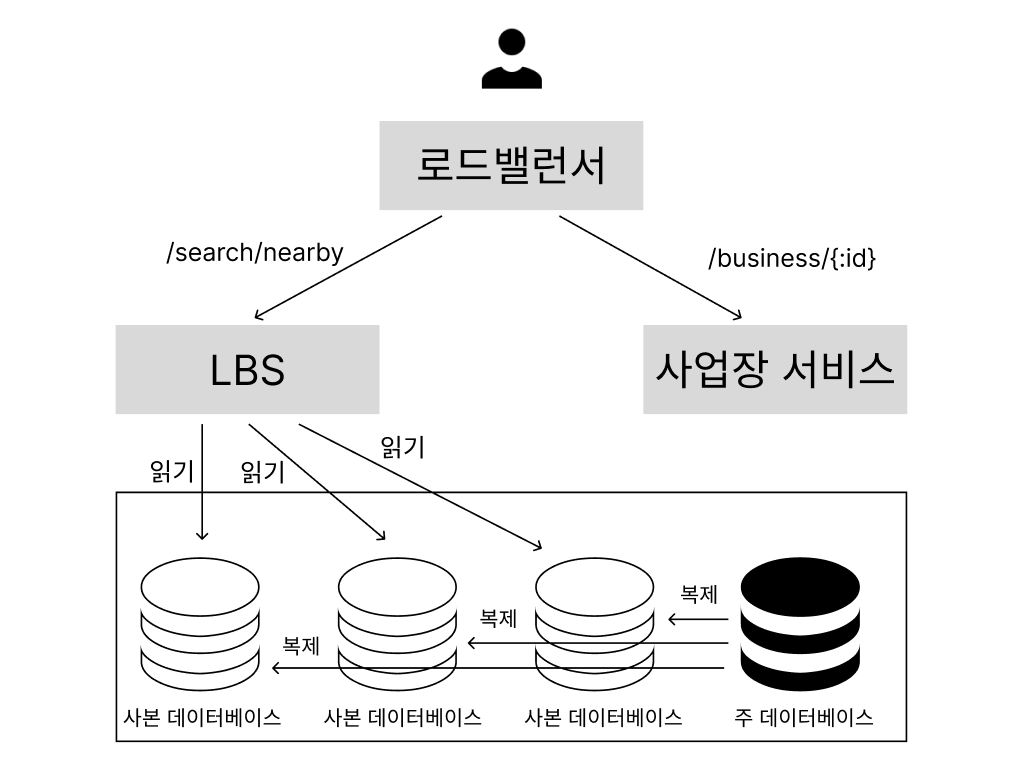 로드밸런서
/search/nearby
/business/{:id}
LBS
사업장 서비스
읽기
읽기
읽기
복제
복제
복제
사본 데이터베이스
사본 데이터베이스
사본 데이터베이스
주 데이터베이스